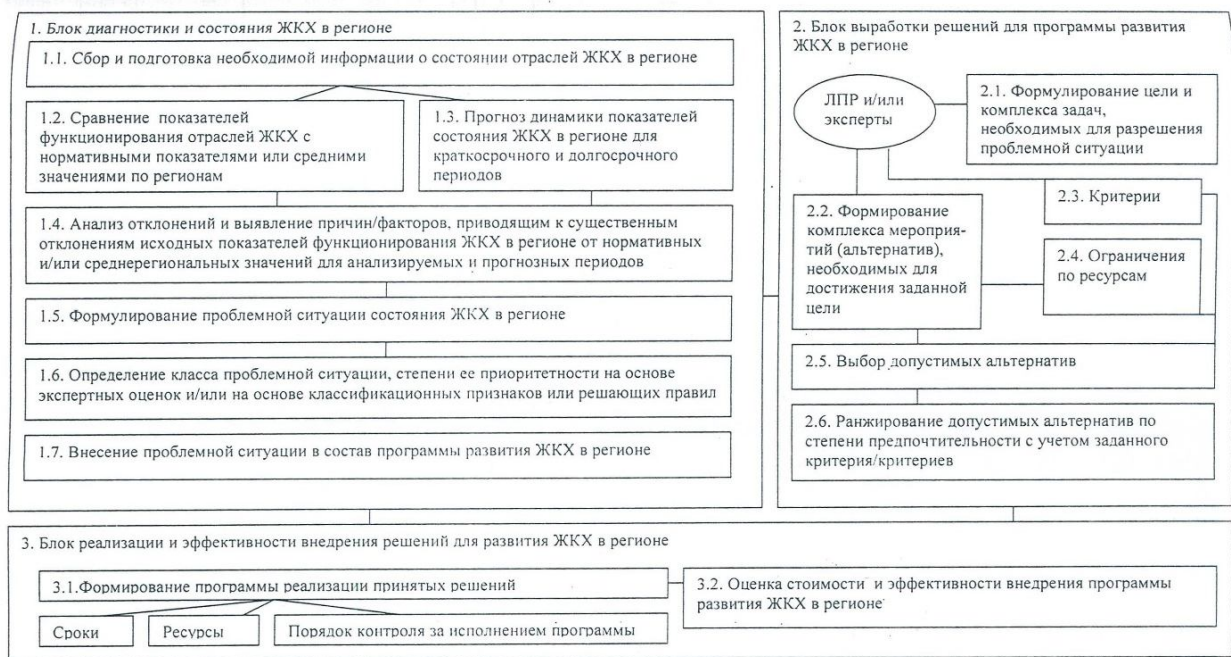 1. Блок диагностики и состояния ЖКХ в регионе
1.1. Сбор и подготовка необходимой информации о состоянии отраслей ЖКХ в регионе
1.2. Сравнение показателей
функционирования отраслей ЖКХ с
нормативными показателями или средними
значениями по регионам
1.3. Прогноз динамики показателей
состояния ЖКХ в регионе для
краткосрочного и долгосрочного
периодов
1.4. Анализ отклонений и выявление причин/факторов, приводящим к существенным
отклонениям исходных показателей функционирования ЖКХ в регионе от нормативных
и/или среднерегиональных значений для анализируемых и прогнозных периодов
1.5. Формулирование проблемной ситуации состояния ЖКХ в регионе
1.6. Определение класса проблемной ситуации, степени ее приоритетности на основе
экспертных оценок и/или на основе классификационных признаков или решающих правил
1.7. Внесение проблемной ситуации в состав программы развития ЖКХ в регионе
2. Блок выработки решений для программы развития
ЖКХ в регионе
ЛПР и/или
эксперты
2.1. Формулирование цели и
комплекса задач,
необходимых для разрешения
проблемной ситуации
2.2. Формирование
комплекса мероприя-
тий (альтернатив),
необходимых для
достижения заданной
цели
2.3. Критерии
2.4. Ограничения
по ресурсам
2.5. Выбор допустимых альтернатив
2.6. Ранжирование допустимых альтернатив по
степени предпочтительности с учетом заданного
критерия/критериев
3. Блок реализации и эффективности внедрения решений для развития ЖКХ в регионе
3.1.Формирование программы реализации принятых решений
Сроки
Ресурсы
Порядок контроля за исполнением программы
3.2. Оценка стоимости и эффективности внедрения программы
развития ЖКХ в регионе